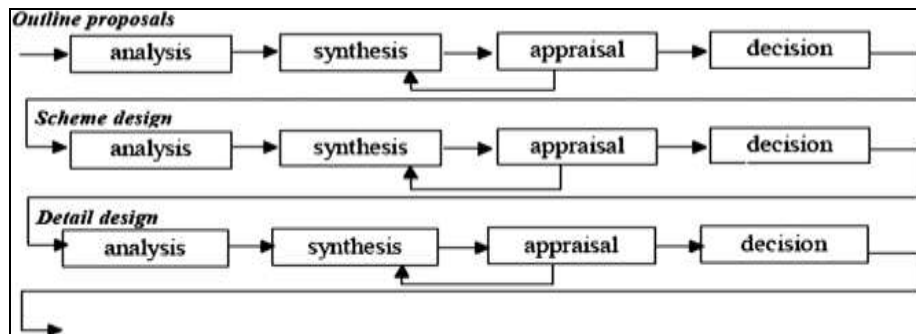 Outline proposals
analysis synthesis appraisal decision
Scheme design
analysis synthesis appraisal decision
Detail design
analysis synthesis appraisal decision